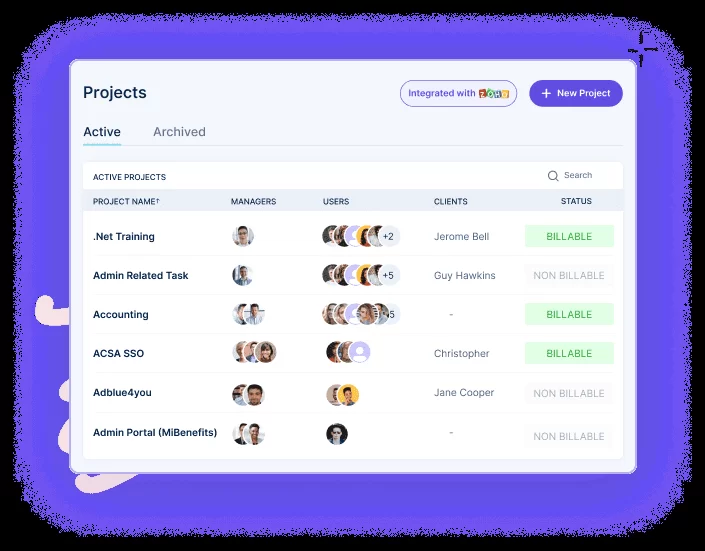 Projects
Integrated with ZOHO
+ New Project
Active Archived
ACTIVE PROJECTS
Search
PROJECT NAME↑ MANAGERS USERS CLIENTS STATUS
.Net Training +2 Jerome Bell BILLABLE
Admin Related Task +5 Guy Hawkins NON BILLABLE
Accounting 5 - BILLABLE
ACSA SSO Christopher BILLABLE
Adblue4you Jane Cooper NON BILLABLE
Admin Portal (MiBenefits) - NON BILLABLE